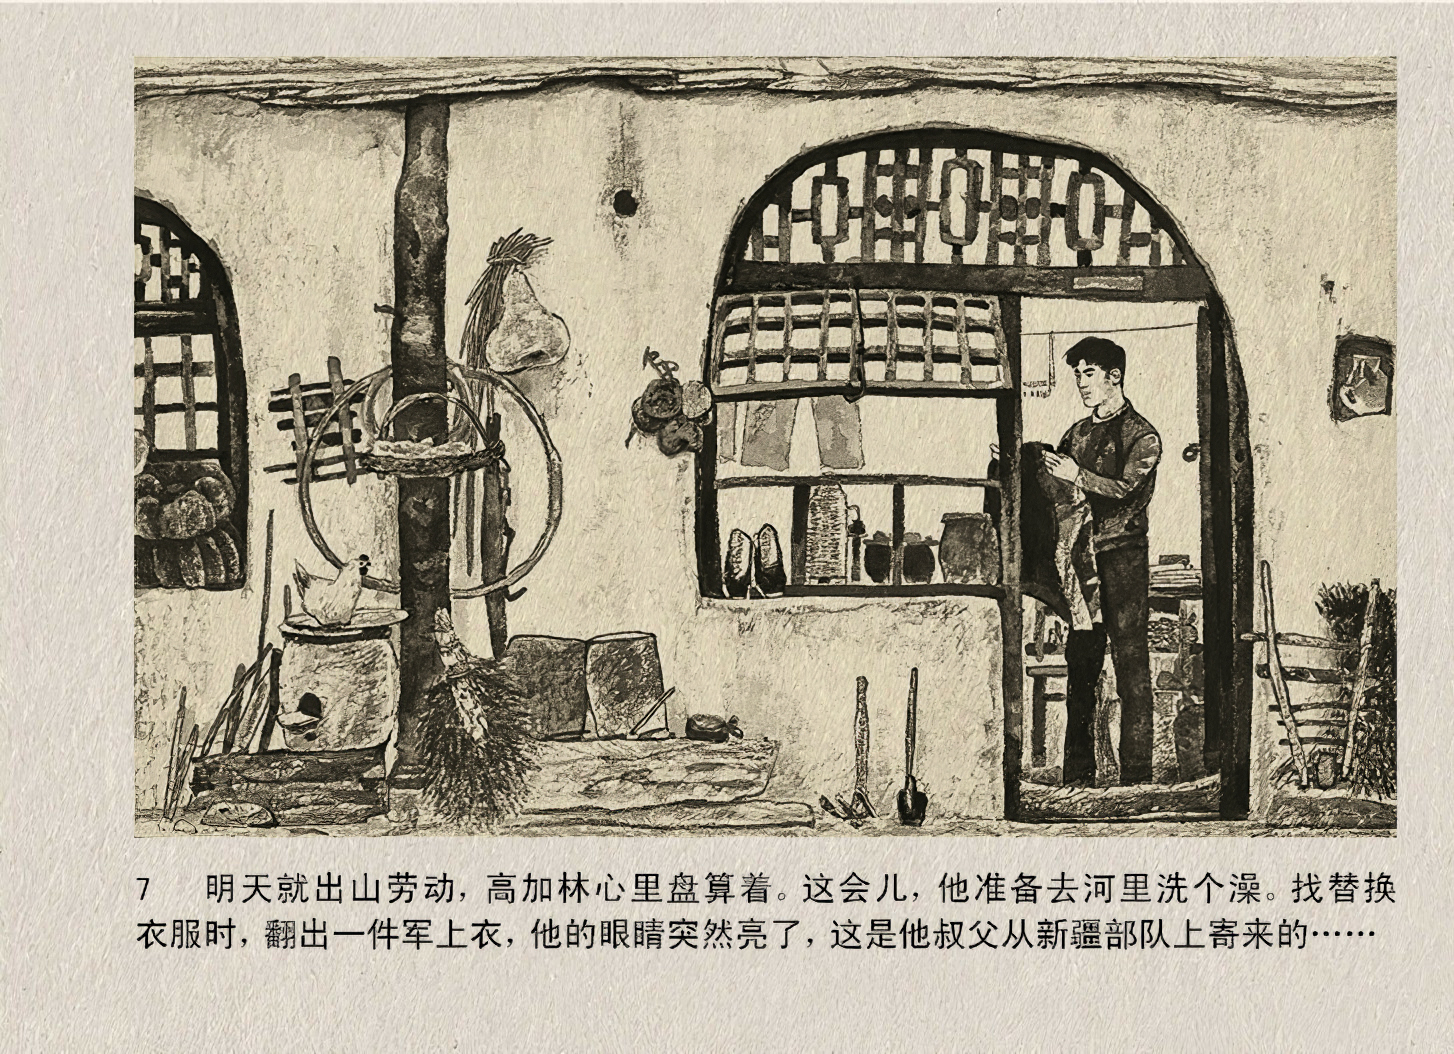 7 明天就出山劳动，高加林心里盘算着。这会儿，他准备去河里洗个澡。找替换
衣服时，翻出一件军上衣，他的眼睛突然亮了，这是他叔父从新疆部队上寄来的……